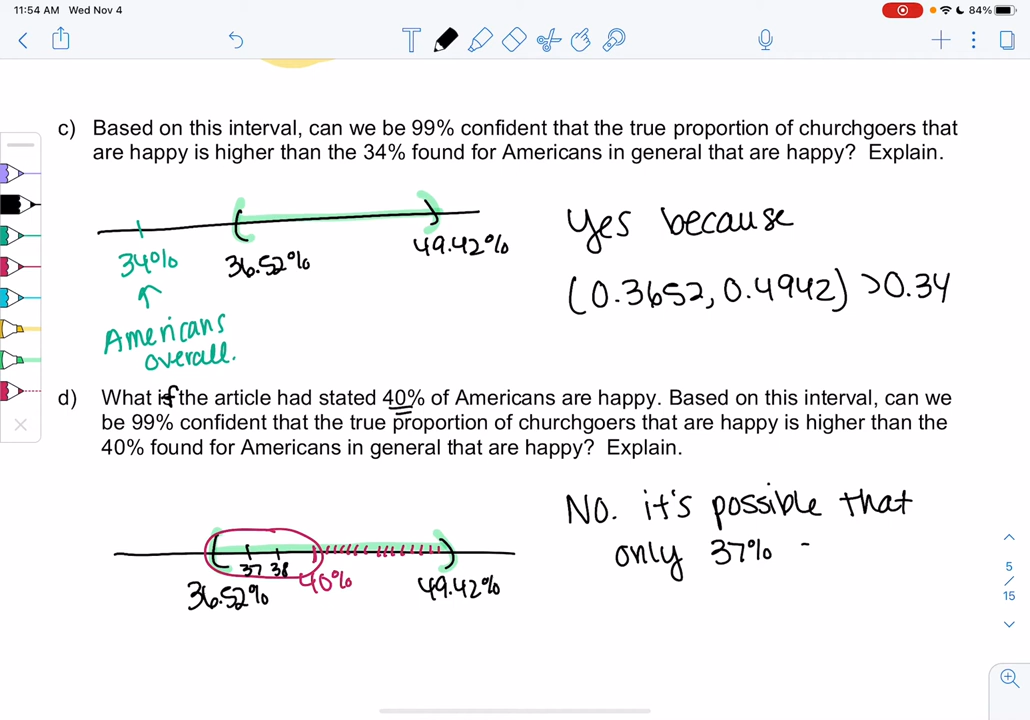 11:54 AM Wed Nov 4
84%
T
c) Based on this interval, can we be 99% confident that the true proportion of churchgoers that
are happy is higher than the 34% found for Americans in general that are happy? Explain.
34%
36.52%
49.42%
Americans
overall.
Yes because
(0.3652, 0.4942) >0.34
d) What if the article had stated 40% of Americans are happy. Based on this interval, can we
be 99% confident that the true proportion of churchgoers that are happy is higher than the
40% found for Americans in general that are happy? Explain.
37 38
36.52%
40%
49.42%
No. it's possible that
only 37%
5
/
15